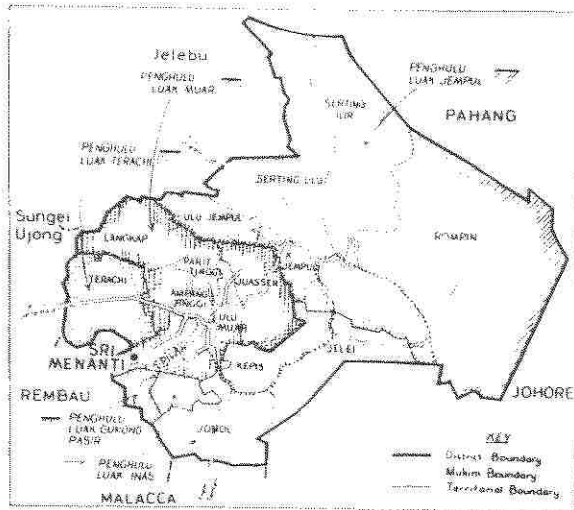 Jelebu
PENGHULU
LUAK MUAR
PENGHULU
LUAK JEMPUL
SERTING
ILIR
PAHANG
PENGHULU
LUAK TERACHI
SERTING ULU
Sungei
Ujong
ULU JEMPUL
LANGKAP
ROMPIN
PARIT
TINGGI
JEMPUL
TERACHI
JUASSEH
AMPANG
TINGGI
ULU
MUAR
SRI
MENANTI
PILAH
KEPIS
JELEI
REMBAU
JOHORE
PENGHULU
LUAK GUNONG
PASIR
JOHOL
PENGHULU
LUAK INAS
MALACCA
KEY
District Boundary
Mukim Boundary
Territorial Boundary